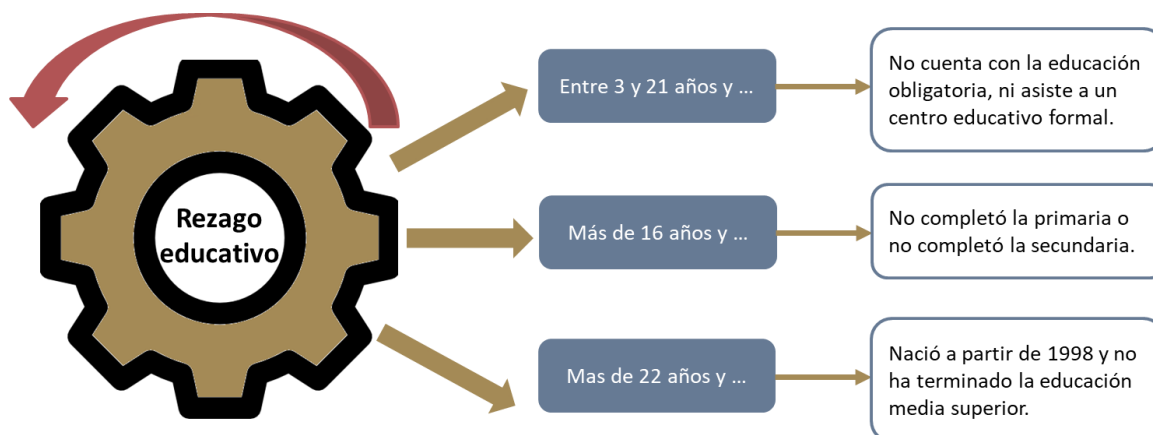 Rezago
educativo
Entre 3 y 21 años y ...
No cuenta con la educación
obligatoria, ni asiste a un
centro educativo formal.
Más de 16 años y ...
No completó la primaria o
no completó la secundaria.
Mas de 22 años y ...
Nació a partir de 1998 y no
ha terminado la educación
media superior.